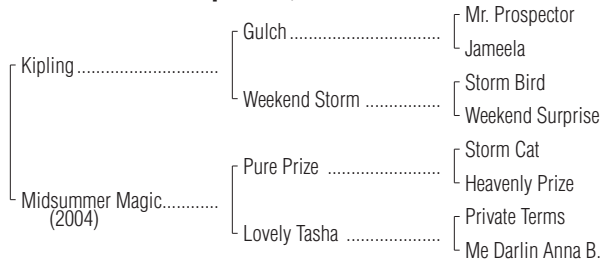 Mr. Prospector
Gulch
Jameela
Kipling
Storm Bird
Weekend Storm
Weekend Surprise
Storm Cat
Pure Prize
Heavenly Prize
Midsummer Magic
(2004)
Private Terms
Lovely Tasha
Me Darlin Anna B.